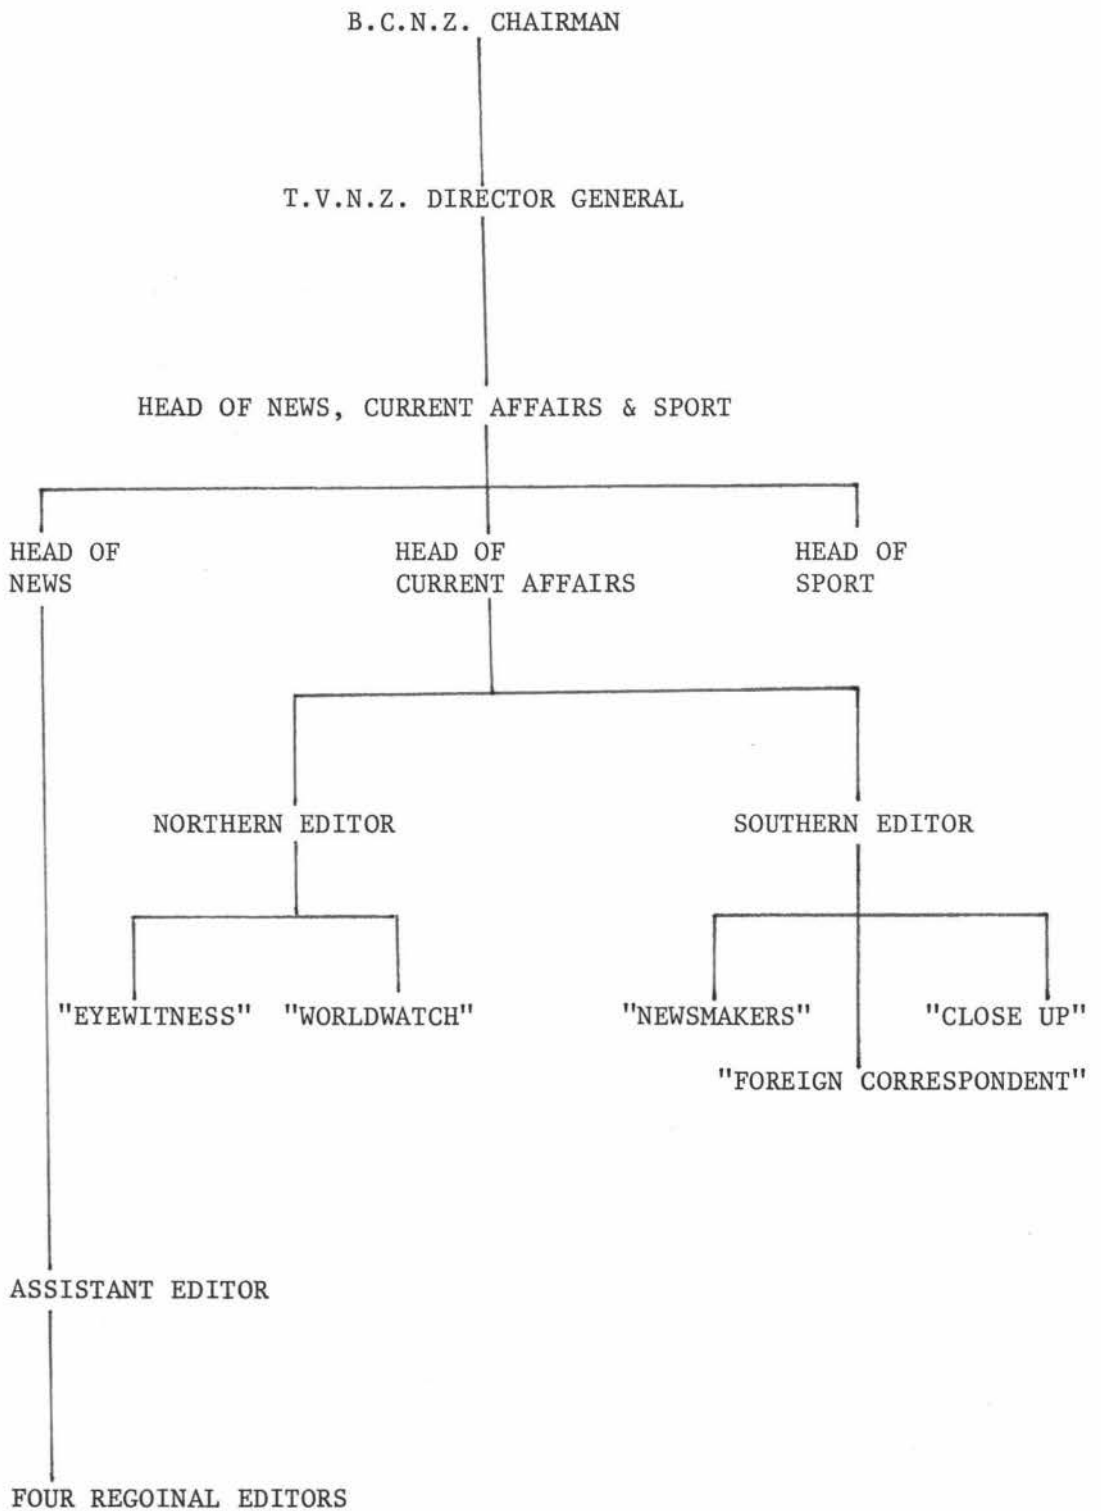 B.C.N.Z. CHAIRMAN
T.V.N.Z. DIRECTOR GENERAL
HEAD OF NEWS, CURRENT AFFAIRS & SPORT
HEAD OF
NEWS
HEAD OF
CURRENT AFFAIRS
HEAD OF
SPORT
NORTHERN EDITOR
SOUTHERN EDITOR
"EYEWITNESS"
"WORLDWATCH"
"NEWSMAKERS"
"CLOSE UP"
"FOREIGN CORRESPONDENT"
ASSISTANT EDITOR
FOUR REGOINAL EDITORS